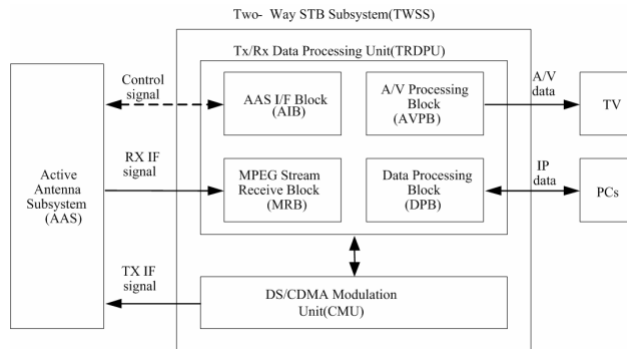 Two- Way STB Subsystem(TWSS)
Tx/Rx Data Processing Unit(TRDPU)
Control
signal
AAS I/F Block
(AIB)
A/V Processing
Block
(AVPB)
A/V
data
TV
RX IF
signal
MPEG Stream
Receive Block
(MRB)
Data Processing
Block
(DPB)
IP
data
PCs
Active
Antenna
Subsystem
(AAS)
TX IF
signal
DS/CDMA Modulation
Unit(CMU)